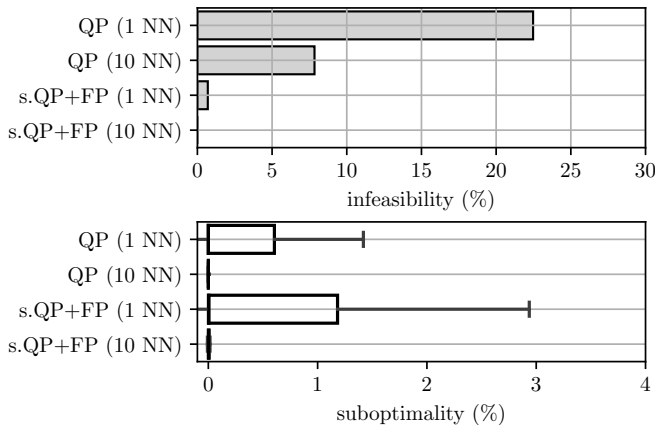 QP (1 NN)
QP (10 NN)
s.QP+FP (1 NN)
s.QP+FP (10 NN)
0 5 10 15 20 25 30
infeasibility (%)
QP (1 NN)
QP (10 NN)
s.QP+FP (1 NN)
s.QP+FP (10 NN)
0 1 2 3 4
suboptimality (%)